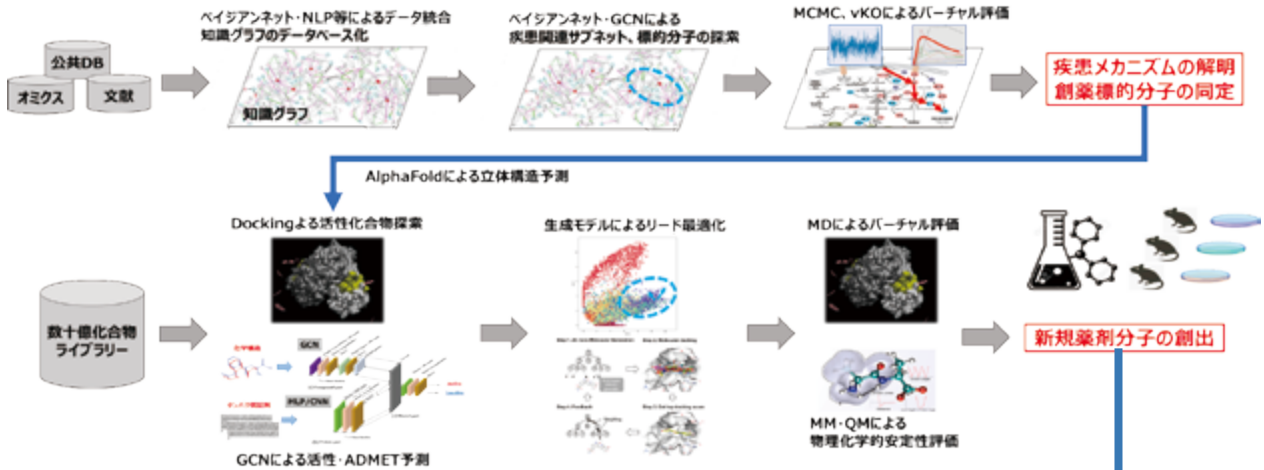 ベイジアンネット・NLP等によるデータ統合
知識グラフのデータベース化
ベイジアンネット・GCNによる
疾患関連サブネット、標的分子の探索
MCMC、vKOによるバーチャル評価
公共DB
オミクス
文献
知識グラフ
疾患メカニズムの解明
創薬標的分子の同定
AlphaFoldによる立体構造予測
Dockingよる活性化合物探索
生成モデルによるリード最適化
MDによるバーチャル評価
数十億化合物
ライブラリー
GCN
MLP/CNN
新規薬剤分子の創出
MM・QMによる
物理化学的安定性評価
GCNによる活性・ADMET予測